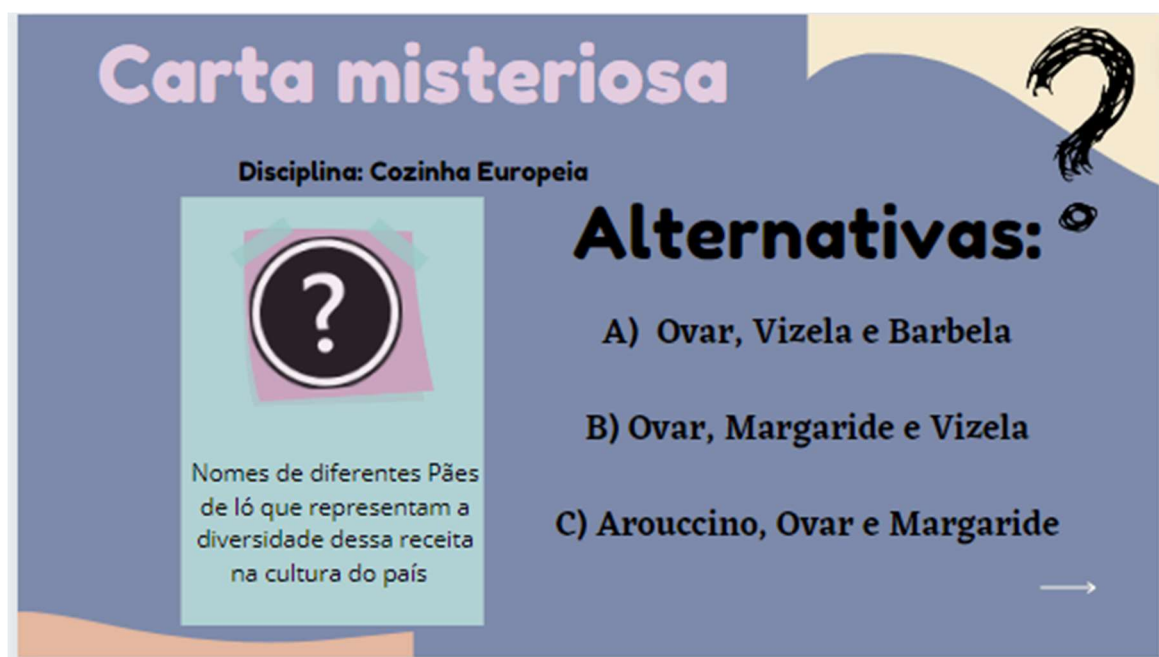 Carta misteriosa
Disciplina: Cozinha Europeia
?
Nomes de diferentes Pães
de ló que representam a
diversidade dessa receita
na cultura do país
?
Alternativas:
A) Ovar, Vizela e Barbela
B) Ovar, Margaride e Vizela
C) Arouccino, Ovar e Margaride